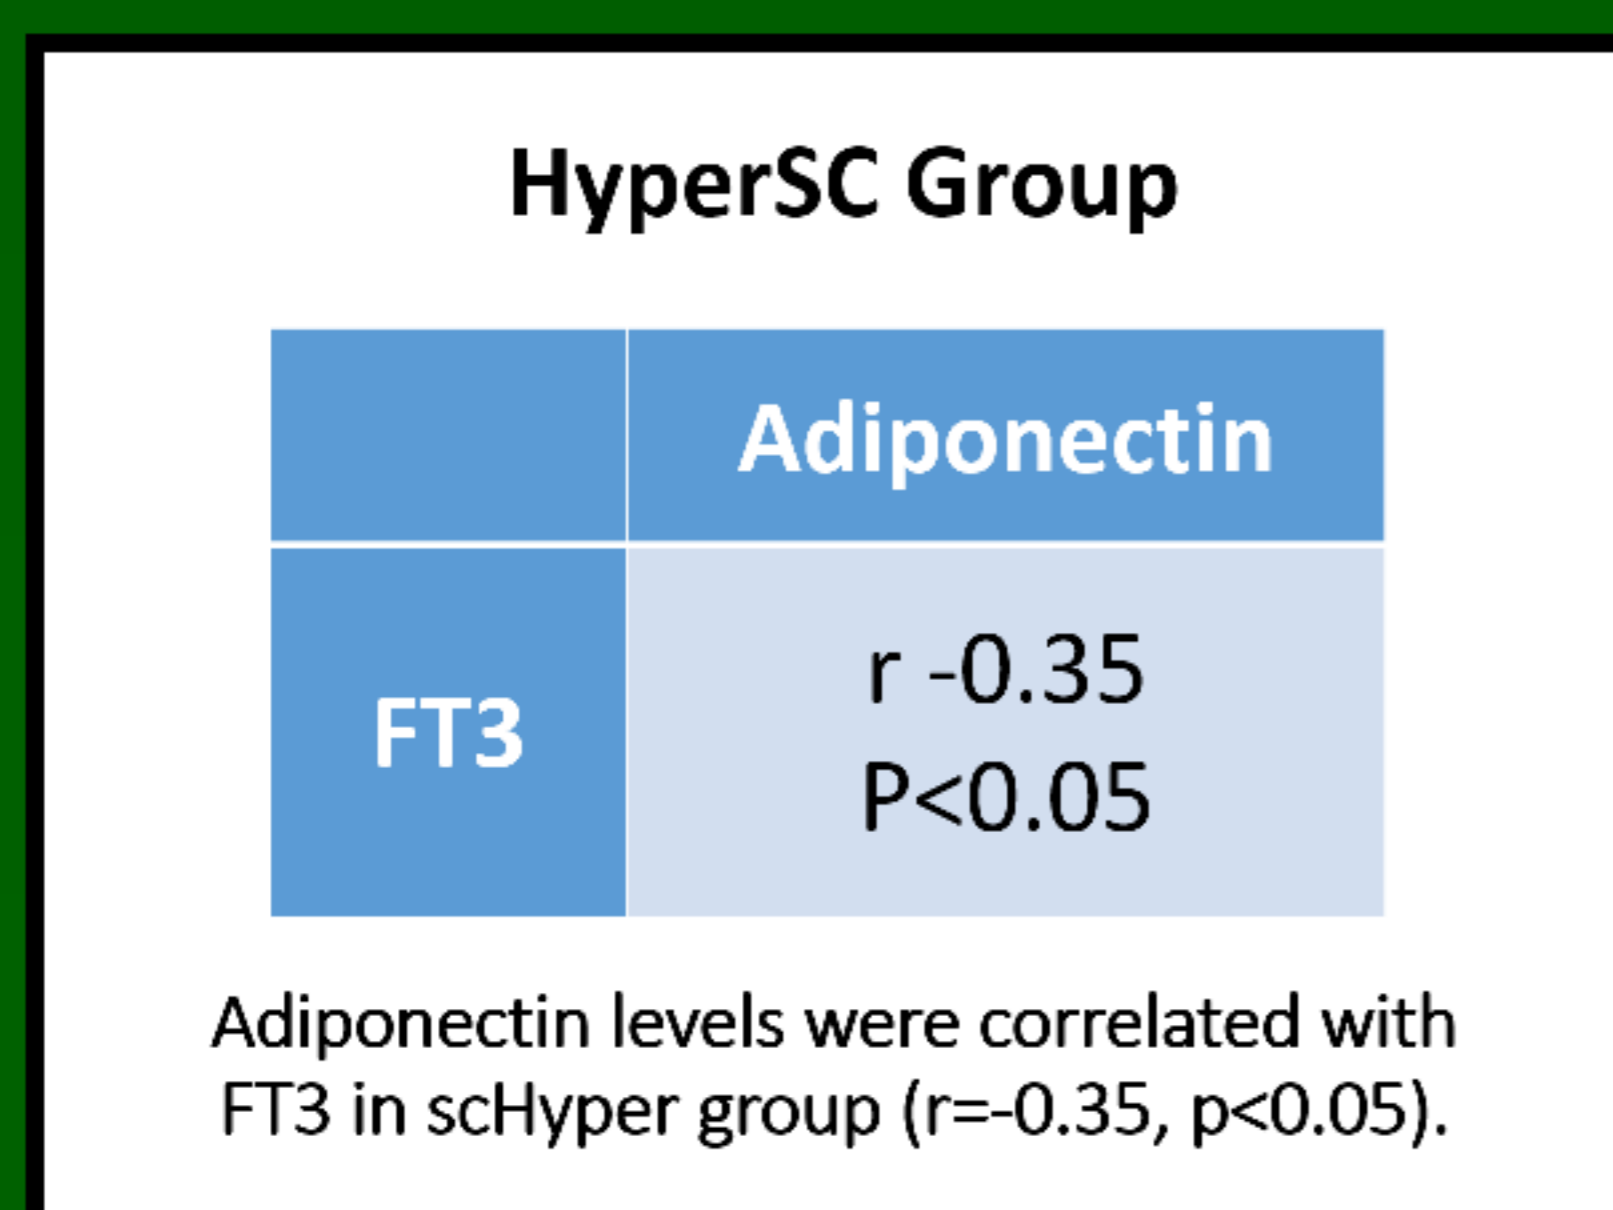 HyperSC Group
Adiponectin
FT3
r -0.35
P<0.05
Adiponectin levels were correlated with
FT3 in scHyper group (r=-0.35, p<0.05).